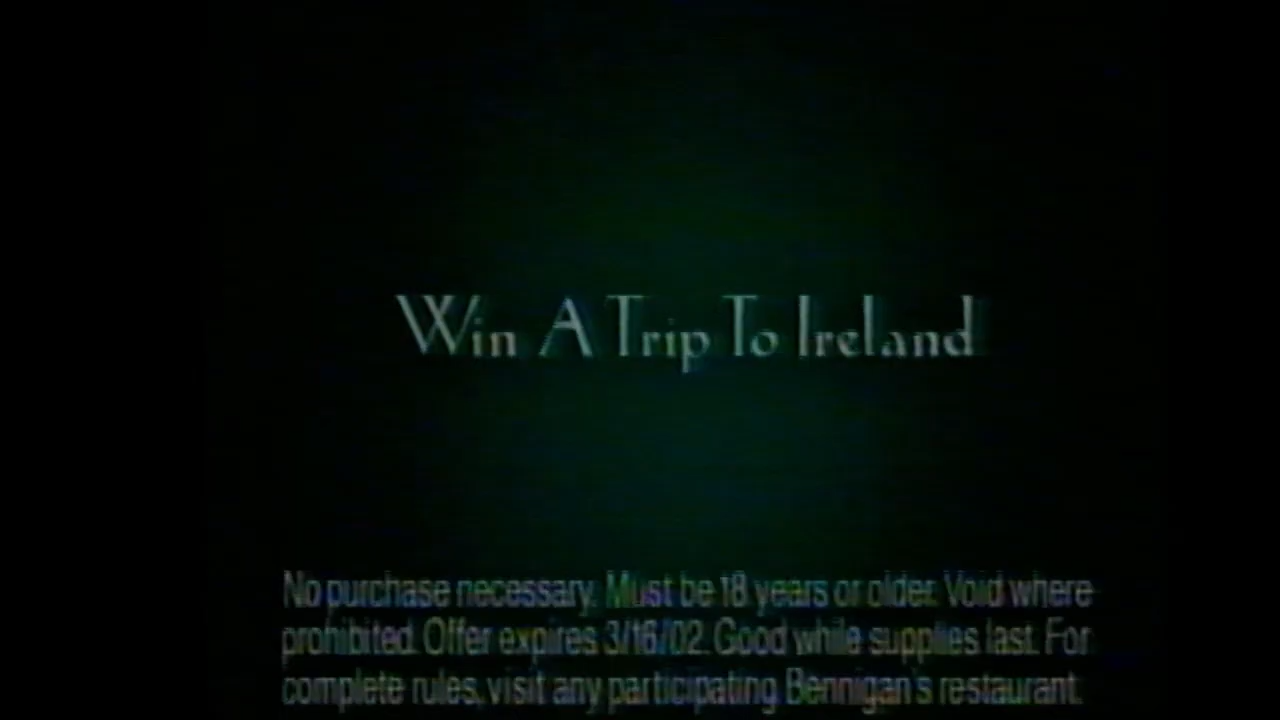 Win A Trip To Ireland
No purchase necessary. Must be 18 years or older. Void where
prohibited. Offer expires 3/16/02. Good while supplies last. For
complete rules, visit any participating Bennigan's restaurant.